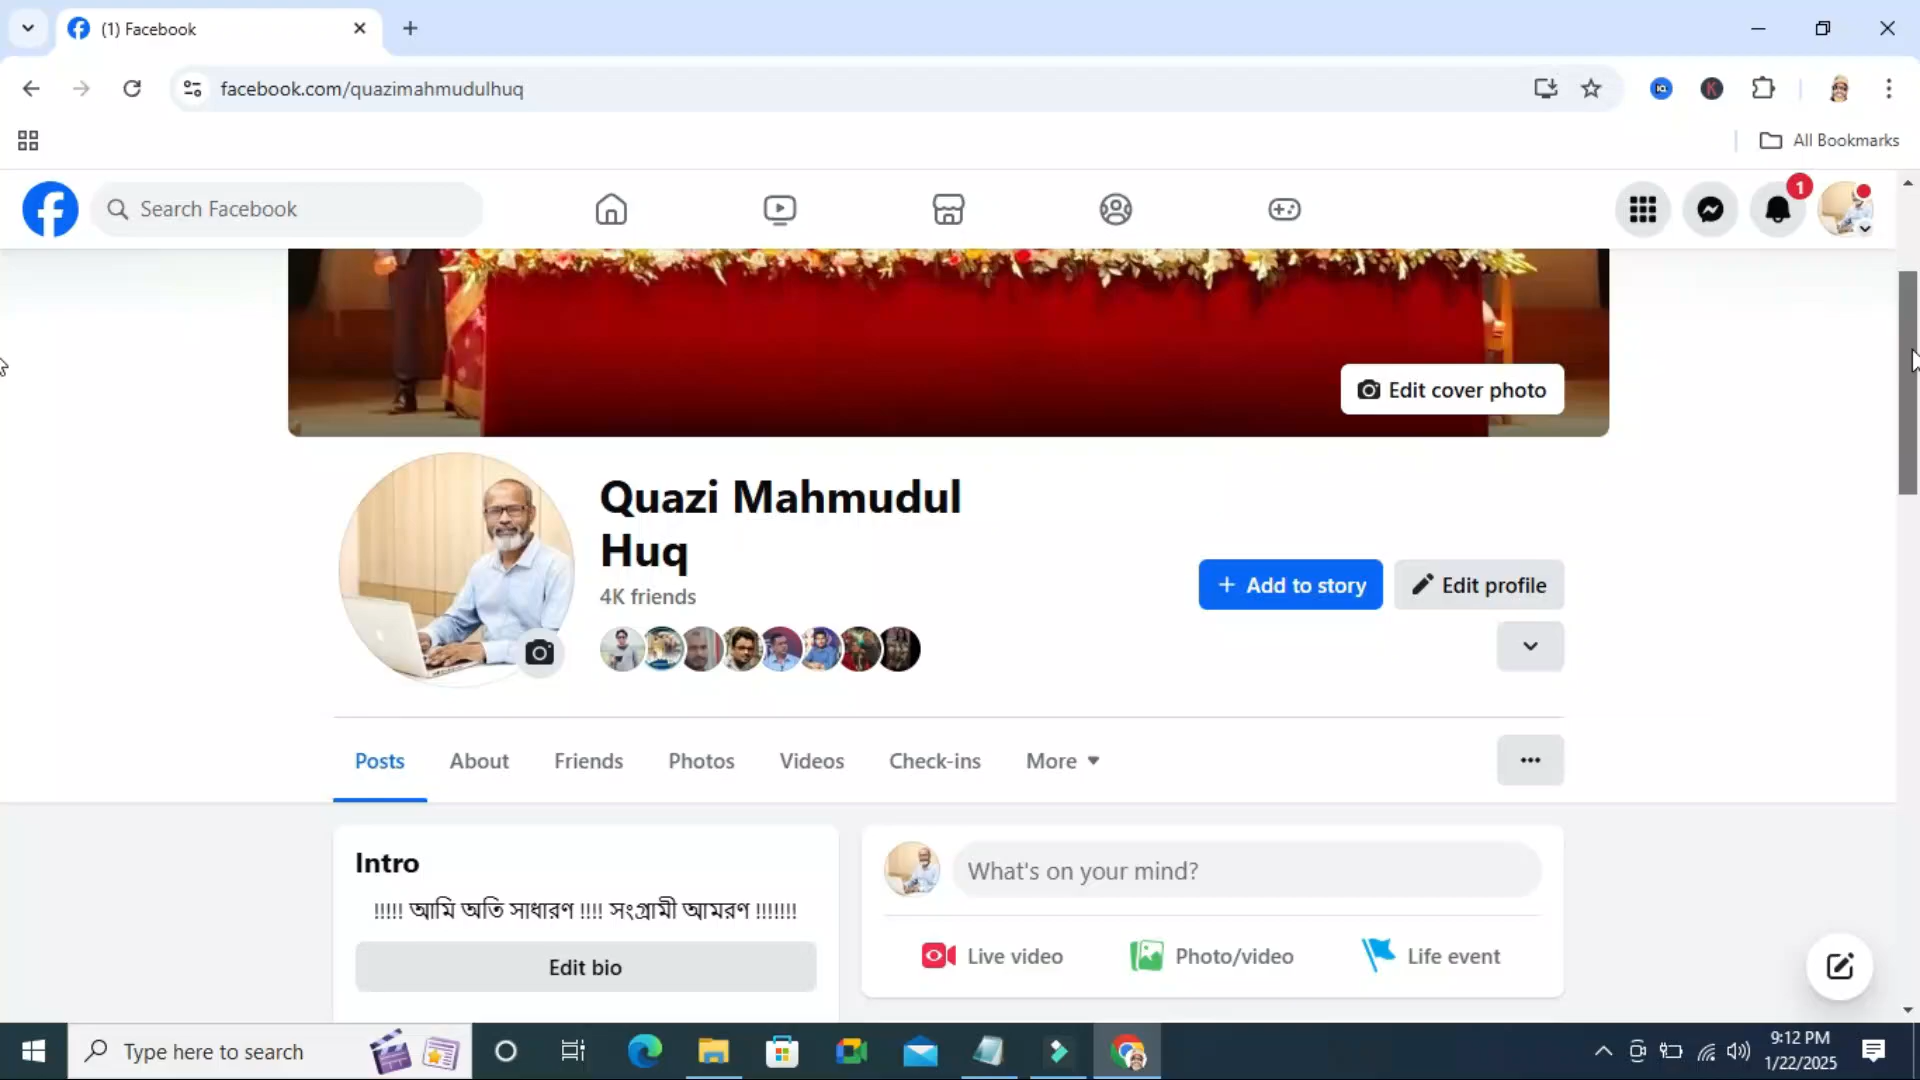 (1) Facebook
facebook.com/quazimahmudulhuq
All Bookmarks
Search Facebook
1
Edit cover photo
Quazi Mahmudul
Huq
4K friends
Add to story
Edit profile
Posts
About
Friends
Photos
Videos
Check-ins
More
Intro
!!!!! আমি অতি সাধারণ !!!! সংগ্রামী আমরণ !!!!!!!
Edit bio
What's on your mind?
Live video
Photo/video
Life event
Type here to search
9:12 PM
1/22/2025